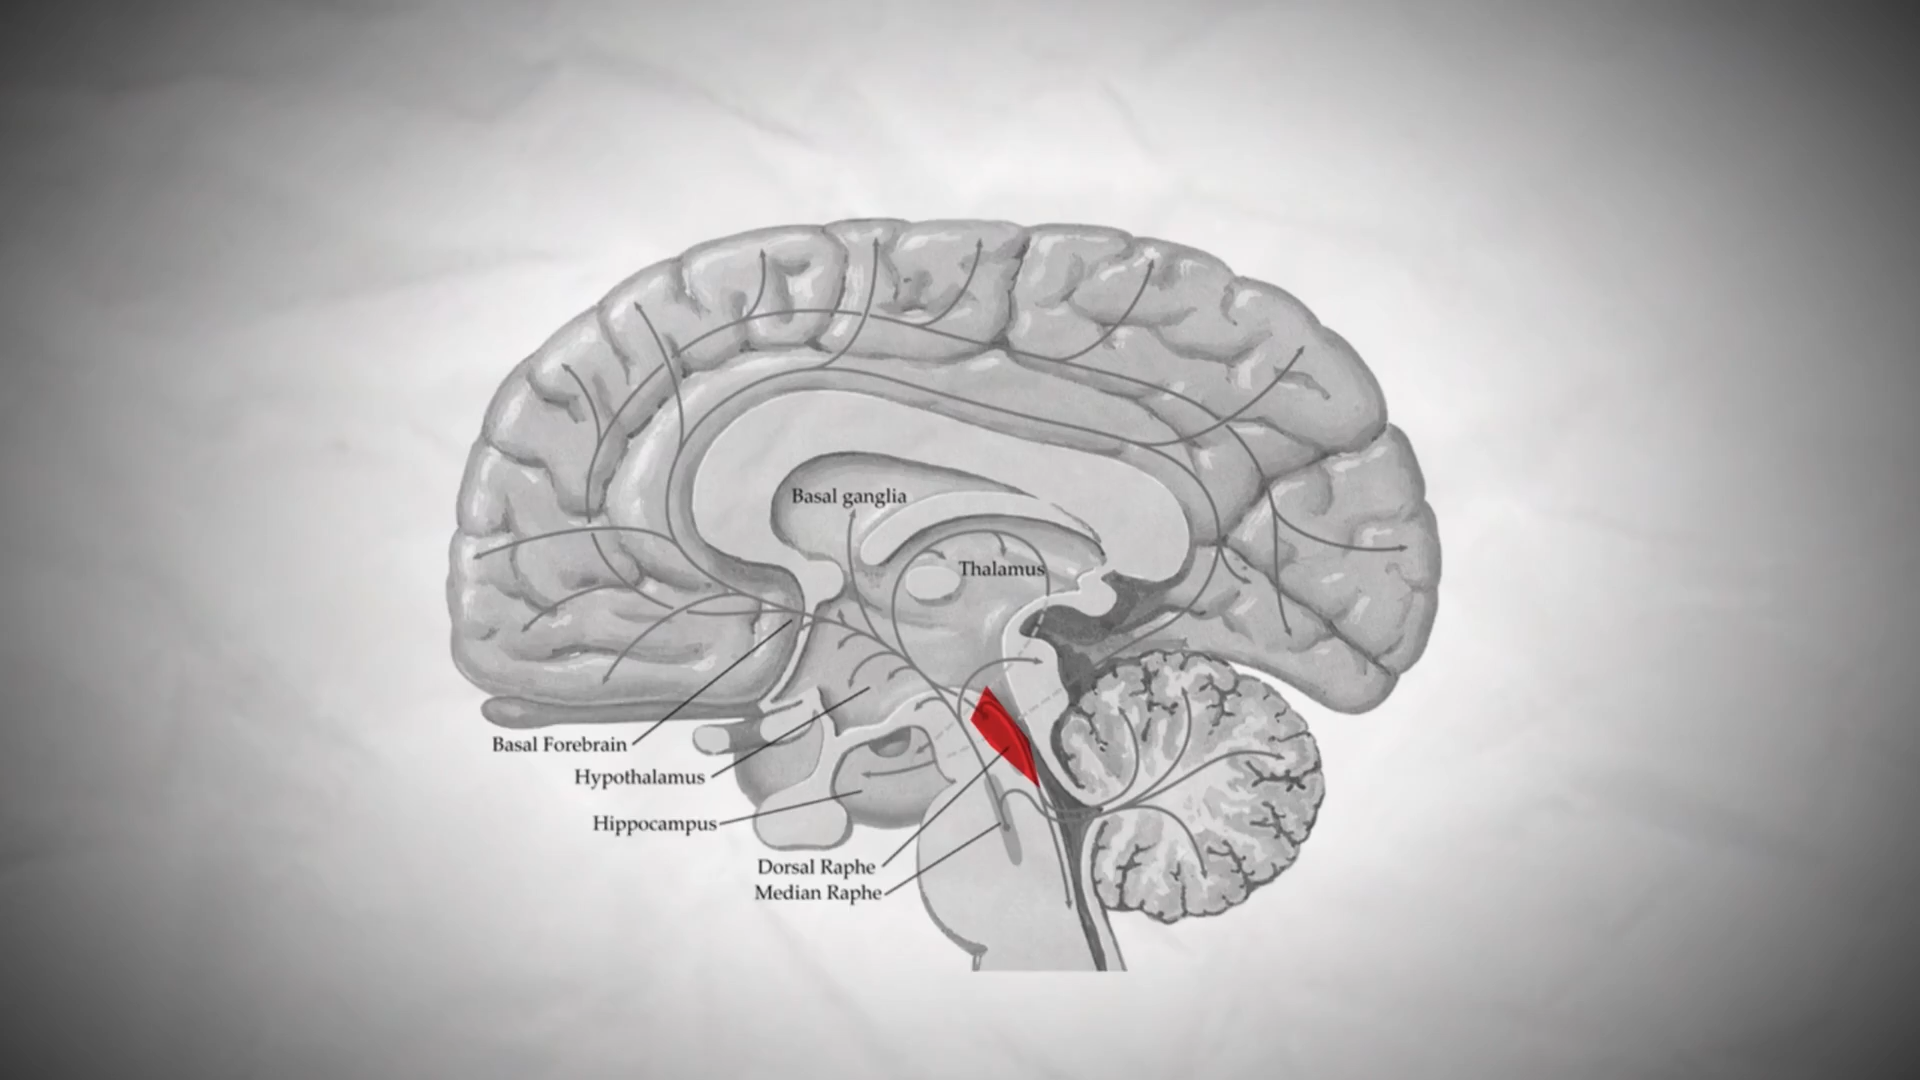 Basal ganglia
Thalamus
Basal Forebrain
Hypothalamus
Hippocampus
Dorsal Raphe
Median Raphe